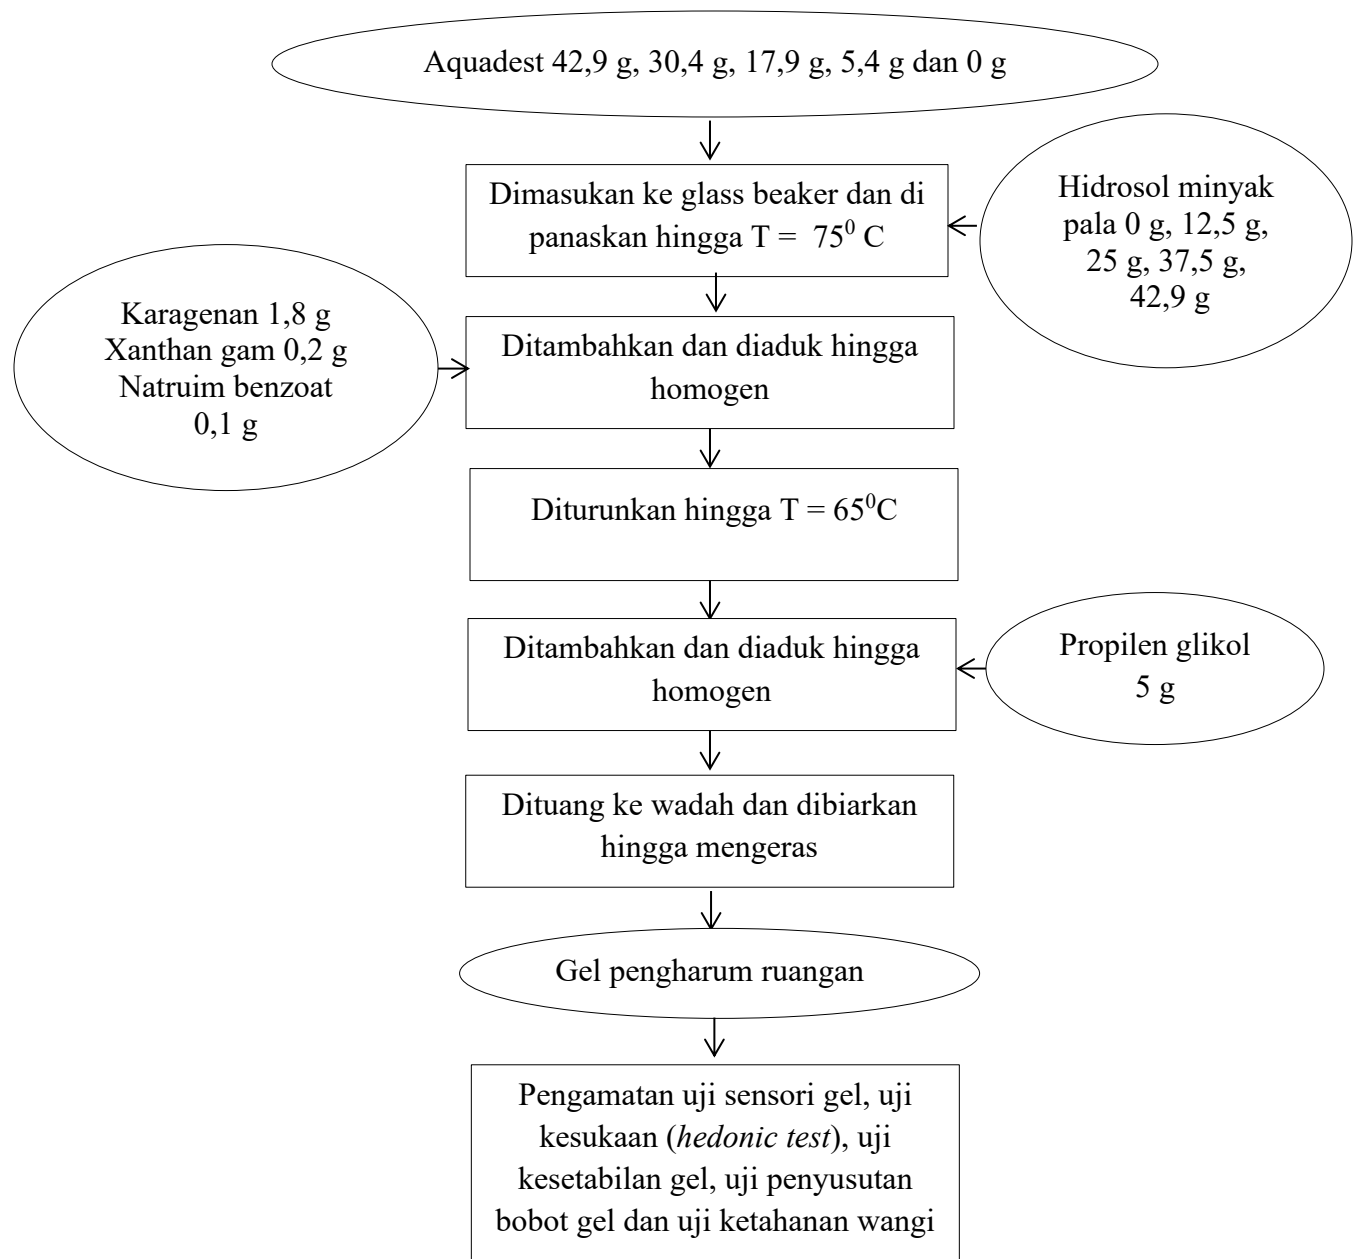 Aquadest 42,9 g, 30,4 g, 17,9 g, 5,4 g dan 0 g
Dimasukan ke glass beaker dan di
panaskan hingga T =  75⁰ C
Hidrosol minyak
pala 0 g, 12,5 g,
25 g, 37,5 g,
42,9 g
Karagenan 1,8 g
Xanthan gam 0,2 g
Natruim benzoat
0,1 g
Ditambahkan dan diaduk hingga
homogen
Diturunkan hingga T = 65⁰C
Ditambahkan dan diaduk hingga
homogen
Propilen glikol
5 g
Dituang ke wadah dan dibiarkan
hingga mengeras
Gel pengharum ruangan
Pengamatan uji sensori gel, uji
kesukaan (hedonic test), uji
kesetabilan gel, uji penyusutan
bobot gel dan uji ketahanan wangi